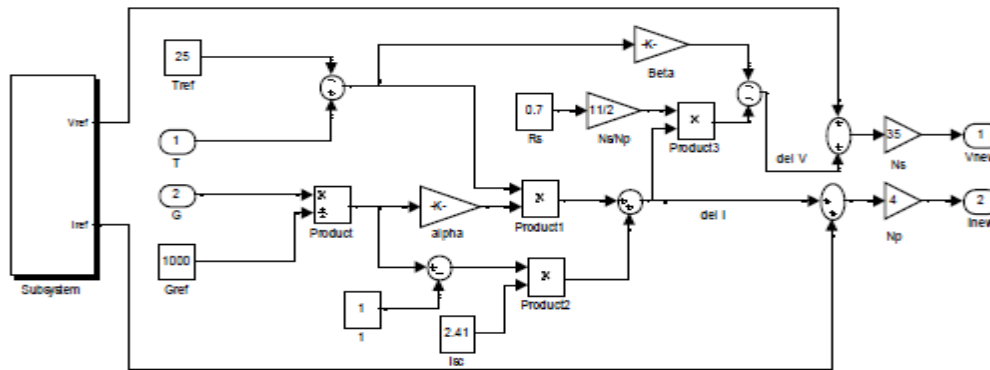 Subsystem
Vref
Iref
25
Tref
1
T
2
G
1000
Gref
Product
-K-
alpha
1
1
2.41
Isc
Product1
Product2
-K-
Beta
0.7
Rs
11/2
Ns/Np
Product3
del V
del I
35
Ns
4
Np
1
Vnew
2
Inew